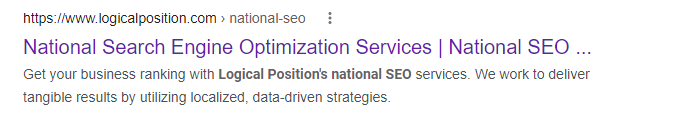 https://www.logicalposition.com › national-seo
National Search Engine Optimization Services | National SEO ...
Get your business ranking with Logical Position's national SEO services. We work to deliver
tangible results by utilizing localized, data-driven strategies.